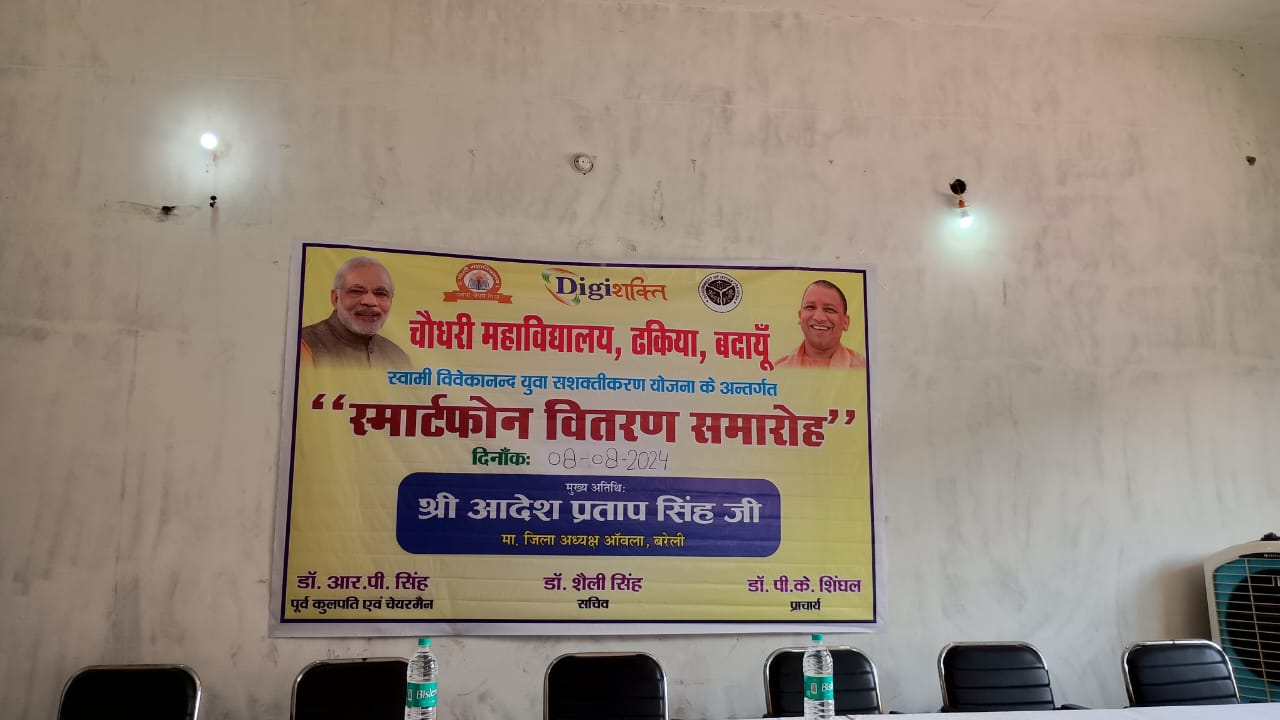 Digiशक्ति
चौधरी महाविद्यालय, ढकिया, बदायूँ
स्वामी विवेकानन्द युवा सशक्तीकरण योजना के अन्तर्गत
‘‘स्मार्टफोन वितरण समारोह’’
दिनाँकः 08-08-2024
मुख्य अतिथिः
श्री आदेश प्रताप सिंह जी
मा. जिला अध्यक्ष ऑवला, बरेली
डॉ. आर.पी. सिंह डॉ. शैली सिंह डॉ. पी.के. शिंघल
पूर्व कुलपति एवं चेयरमैन सचिव प्राचार्य